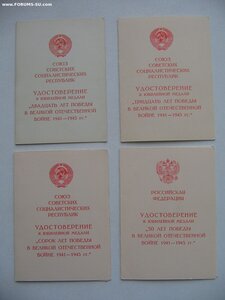 www.FORUMS-SU.com
СОЮЗ
СОВЕТСКИХ
СОЦИАЛИСТИЧЕСКИХ
РЕСПУБЛИК
УДОСТОВЕРЕНИЕ
К ЮБИЛЕЙНОЙ МЕДАЛИ
"ДВАДЦАТЬ ЛЕТ ПОБЕДЫ
В ВЕЛИКОЙ ОТЕЧЕСТВЕННОЙ
ВОЙНЕ 1941—1945 гг."
СОЮЗ
СОВЕТСКИХ
СОЦИАЛИСТИЧЕСКИХ
РЕСПУБЛИК
УДОСТОВЕРЕНИЕ
К ЮБИЛЕЙНОЙ МЕДАЛИ
"ТРИДЦАТЬ ЛЕТ ПОБЕДЫ
В ВЕЛИКОЙ ОТЕЧЕСТВЕННОЙ
ВОЙНЕ 1941—1945 гг."
СОЮЗ
СОВЕТСКИХ
СОЦИАЛИСТИЧЕСКИХ
РЕСПУБЛИК
УДОСТОВЕРЕНИЕ
К ЮБИЛЕЙНОЙ МЕДАЛИ
"СОРОК ЛЕТ ПОБЕДЫ
В ВЕЛИКОЙ ОТЕЧЕСТВЕННОЙ
ВОЙНЕ 1941—1945 гг."
РОССИЙСКАЯ
ФЕДЕРАЦИЯ
УДОСТОВЕРЕНИЕ
К ЮБИЛЕЙНОЙ МЕДАЛИ
"50 ЛЕТ ПОБЕДЫ
В ВЕЛИКОЙ ОТЕЧЕСТВЕННОЙ
ВОЙНЕ 1941—1945 гг."